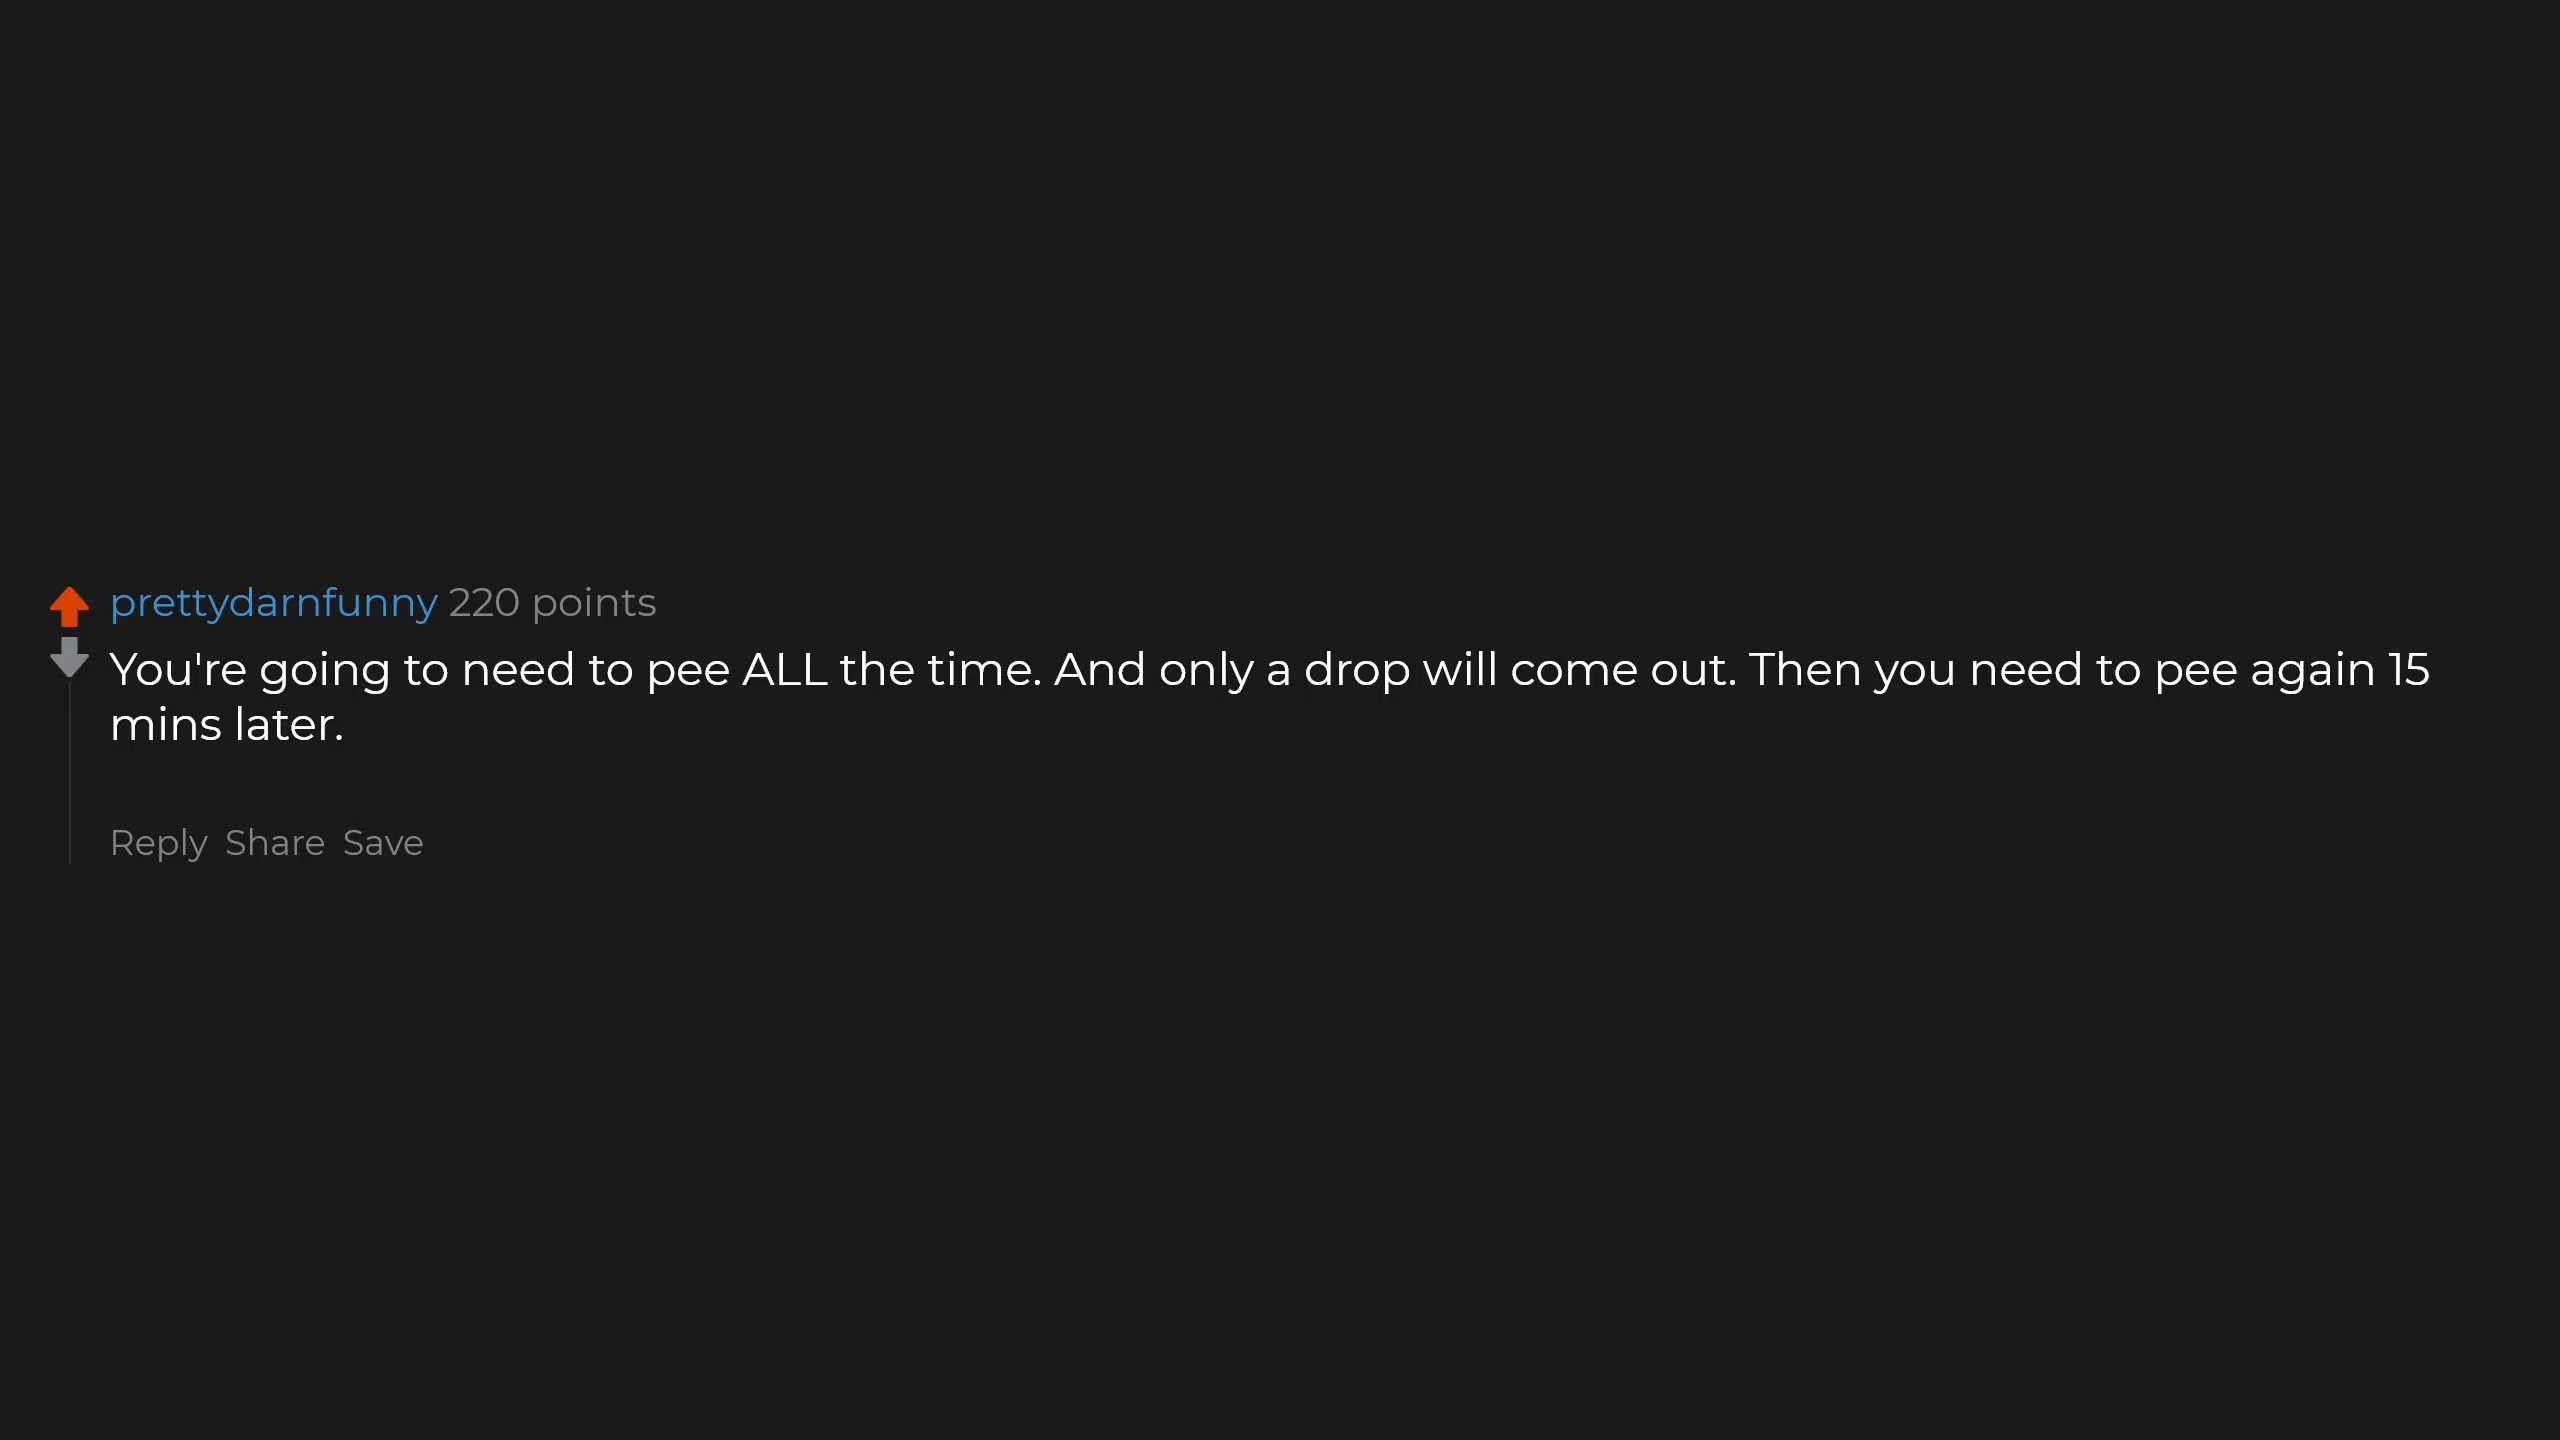 prettydarnfunny 220 points
You're going to need to pee ALL the time. And only a drop will come out. Then you need to pee again 15
mins later.
Reply Share Save